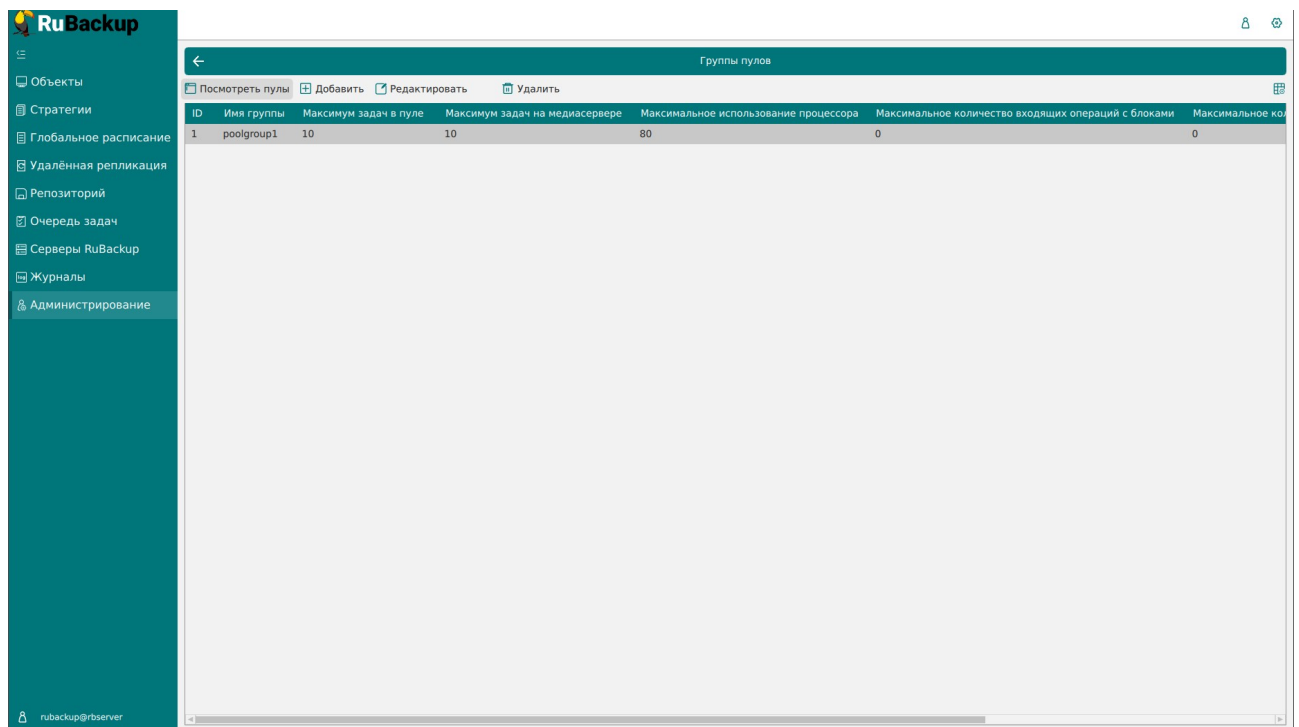 RuBackup
Группы пулов
Объекты
Стратегии
Глобальное расписание
Удалённая репликация
Репозиторий
Очередь задач
Серверы RuBackup
Журналы
Администрирование
Посмотреть пулы Добавить Редактировать Удалить
ID Имя группы Максимум задач в пуле Максимум задач на медиасервере Максимальное использование процессора Максимальное количество входящих операций с блоками Максимальное кол
1 poolgroup1 10 10 80 0 0
rubackup@rbserver